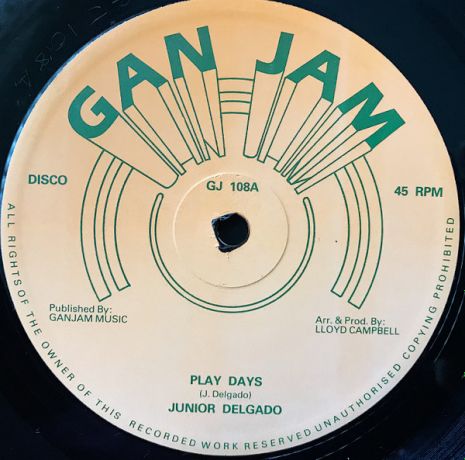 GAN JAM
DISCO
GJ 108A
45 RPM
Published By:
GANJAM MUSIC
Arr. & Prod. By:
LLOYD CAMPBELL
PLAY DAYS
(J. Delgado)
JUNIOR DELGADO
ALL RIGHTS OF THE OWNER OF THIS RECORDED WORK RESERVED UNAUTHORISED COPYING PROHIBITED